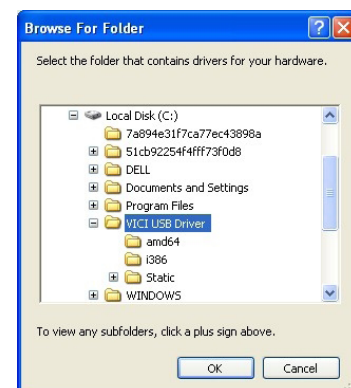 Browse For Folder
Select the folder that contains drivers for your hardware.
Local Disk (C:)
7a894e31f7ca77ec43898a
51cb92254f4fff73f0d8
DELL
Documents and Settings
Program Files
VICI USB Driver
amd64
i386
Static
WINDOWS
To view any subfolders, click a plus sign above.
OK Cancel